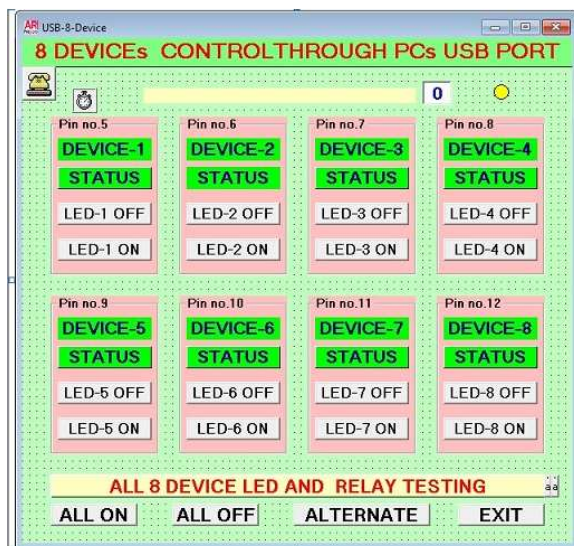 ARI
USB-8-Device
8 DEVICEs CONTROLTHROUGH PCs USB PORT
0
Pin no.5 Pin no.6 Pin no.7 Pin no.8
DEVICE-1 DEVICE-2 DEVICE-3 DEVICE-4
STATUS STATUS STATUS STATUS
LED-1 OFF LED-2 OFF LED-3 OFF LED-4 OFF
LED-1 ON LED-2 ON LED-3 ON LED-4 ON
Pin no.9 Pin no.10 Pin no.11 Pin no.12
DEVICE-5 DEVICE-6 DEVICE-7 DEVICE-8
STATUS STATUS STATUS STATUS
LED-5 OFF LED-6 OFF LED-7 OFF LED-8 OFF
LED-5 ON LED-6 ON LED-7 ON LED-8 ON
ALL 8 DEVICE LED AND RELAY TESTING
a a
ALL ON ALL OFF ALTERNATE EXIT